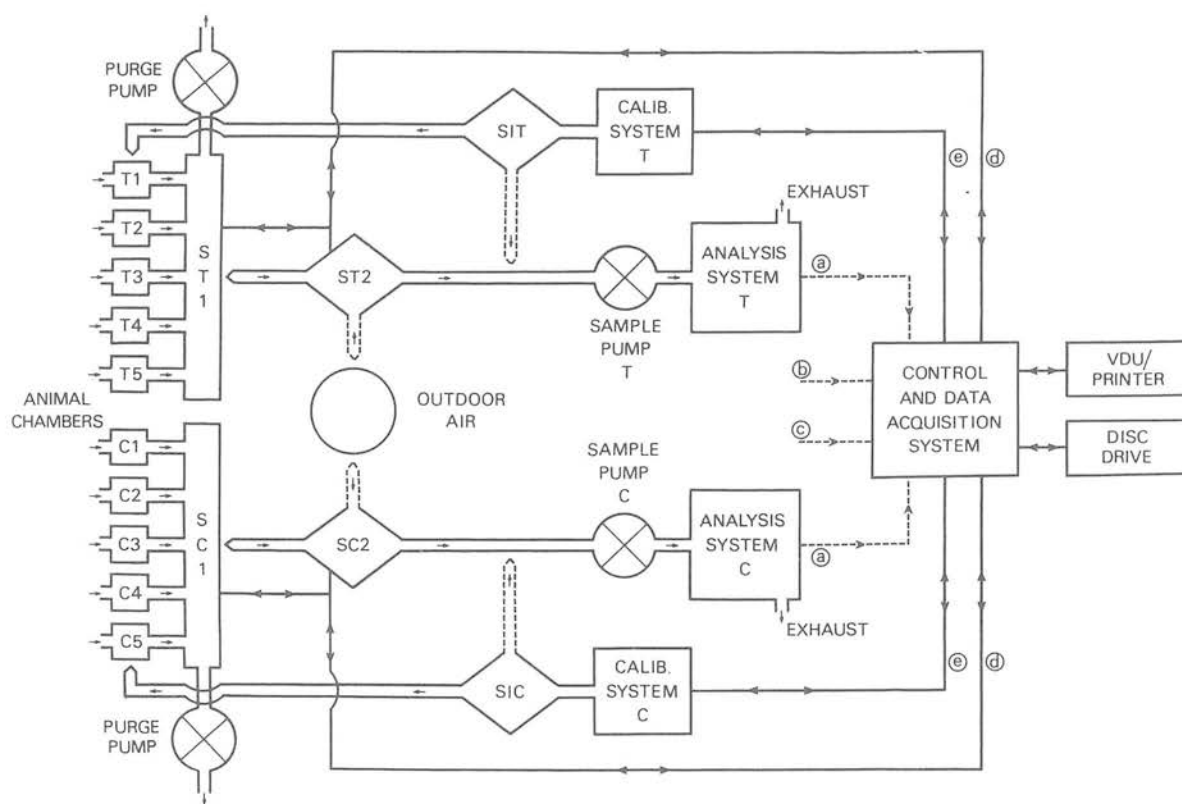 PURGE
PUMP
SIT
CALIB.
SYSTEM
T
ⓔ
ⓓ
T1
T2
T3
T4
T5
S
T
1
ST2
EXHAUST
ANALYSIS
SYSTEM
T
ⓐ
SAMPLE
PUMP
T
OUTDOOR
AIR
ANIMAL
CHAMBERS
ⓑ
ⓒ
CONTROL
AND DATA
ACQUISITION
SYSTEM
VDU/
PRINTER
DISC
DRIVE
C1
C2
C3
C4
C5
S
C
1
SC2
SAMPLE
PUMP
C
ANALYSIS
SYSTEM
C
ⓐ
EXHAUST
SIC
CALIB.
SYSTEM
C
ⓔ
ⓓ
PURGE
PUMP